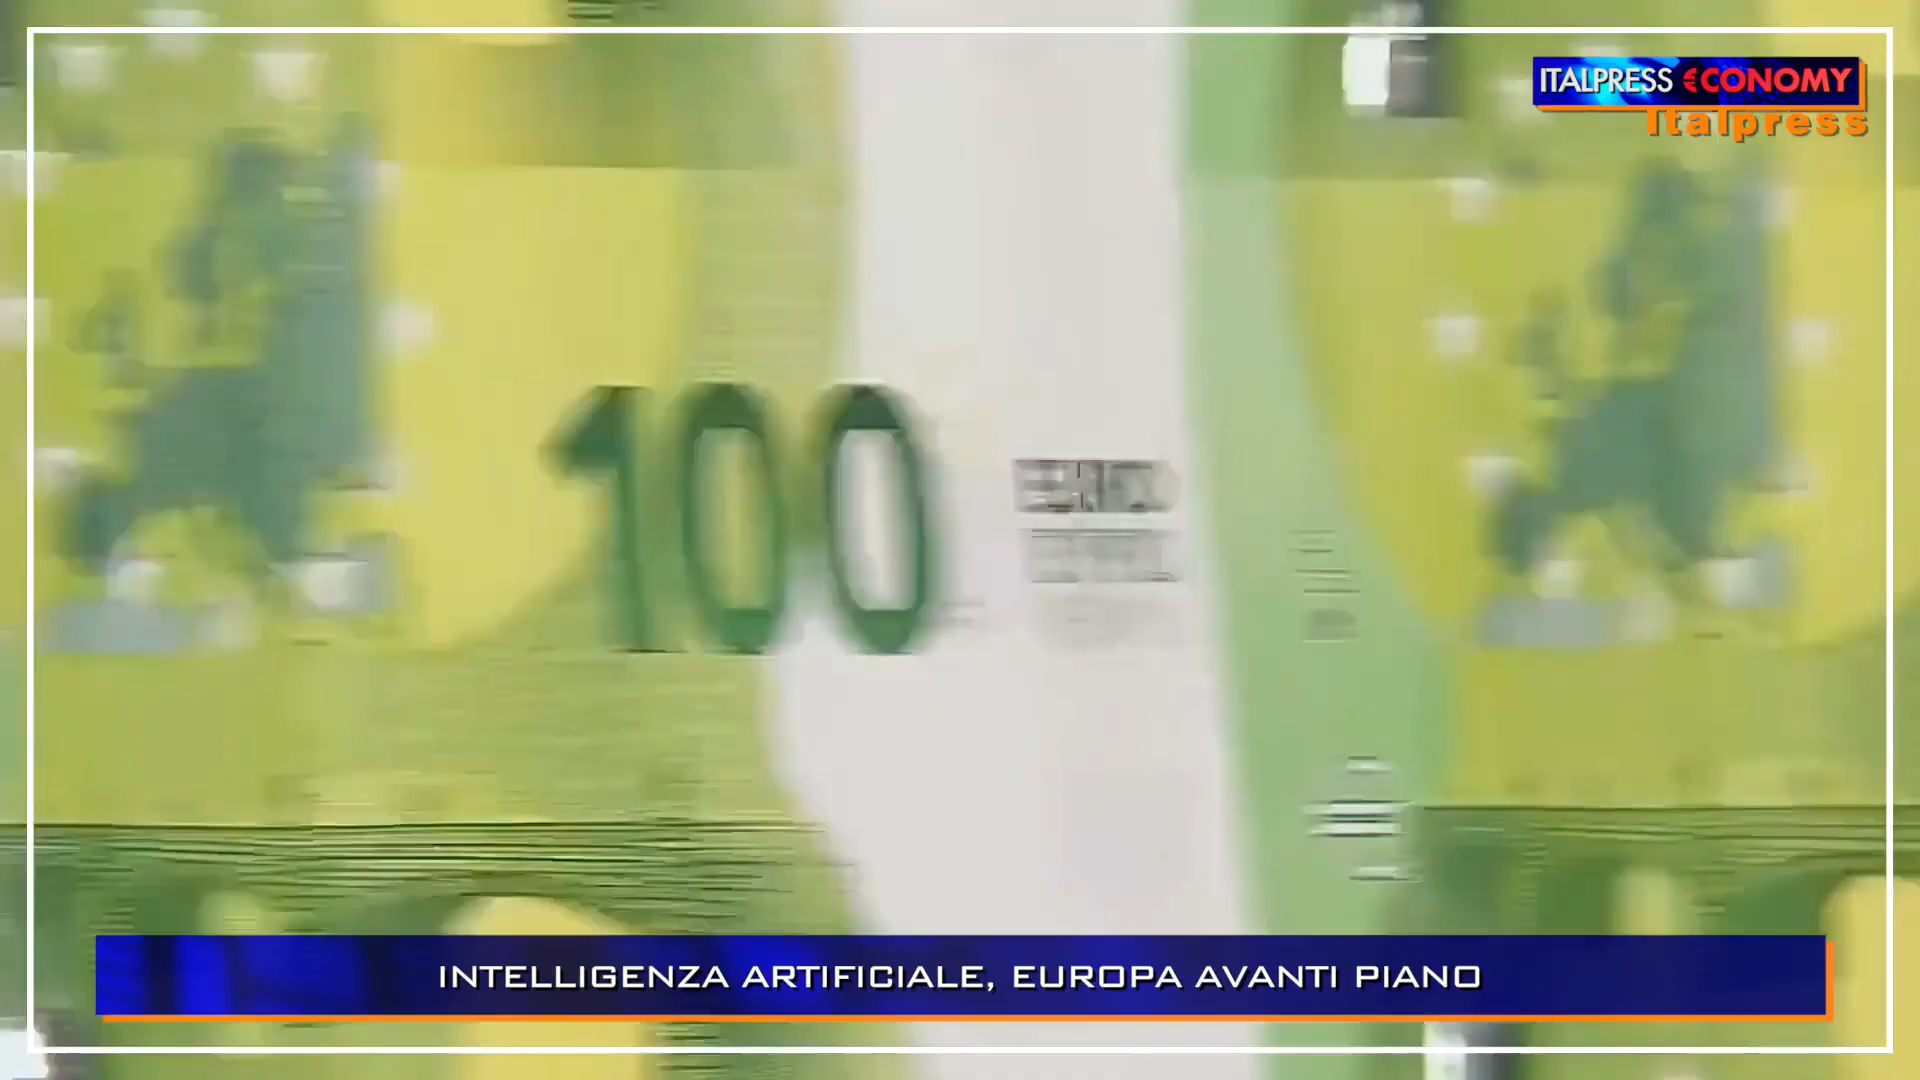 ITALPRESS €CONOMY
Italpress
100
INTELLIGENZA ARTIFICIALE, EUROPA AVANTI PIANO